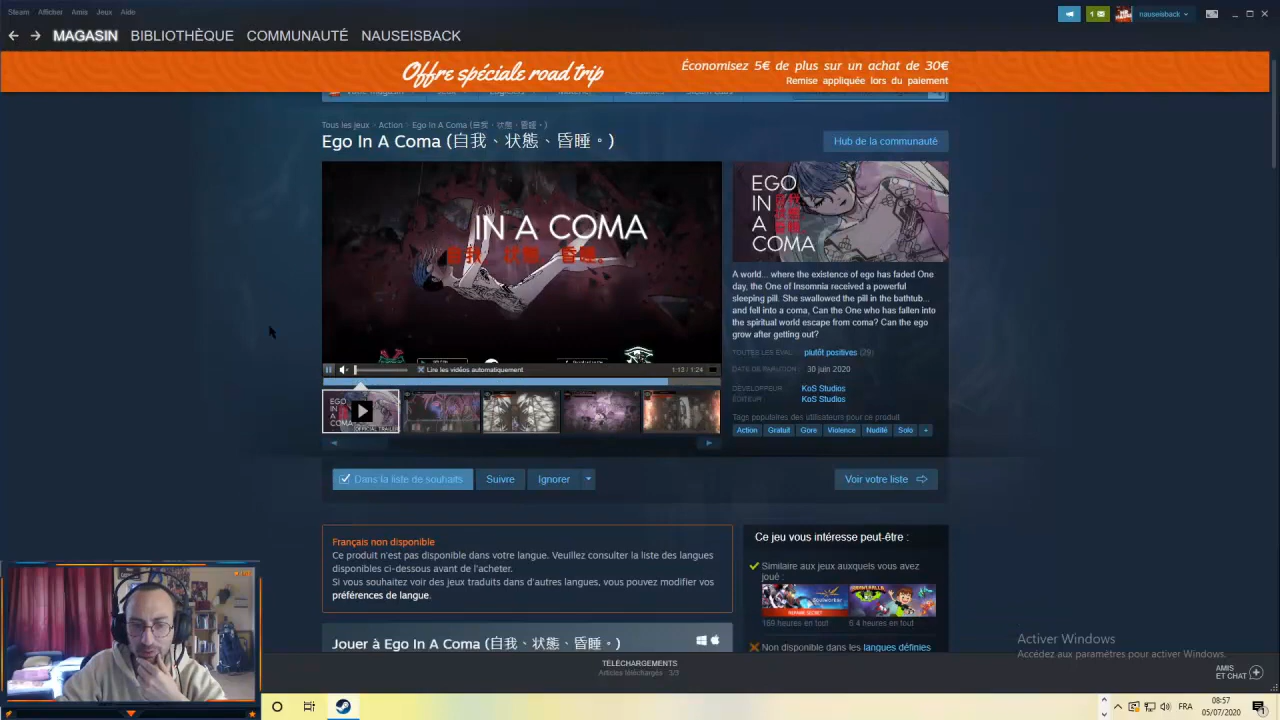 Steam Afficher Amis Jeux Aide
1 nauseisback
MAGASIN BIBLIOTHÈQUE COMMUNAUTÉ NAUSEISBACK
Offre spéciale road trip
Économisez 5€ de plus sur un achat de 30€
Remise appliquée lors du paiement
Tous les jeux > Action > Ego In A Coma (自我、状態、昏睡。)
Ego In A Coma (自我、状態、昏睡。)
Hub de la communauté
IN A COMA
自我、状態、昏睡。
Lire les vidéos automatiquement
1:13 / 1:24
EGO
IN
A
COMA
OFFICIAL TRAILER
EGO
IN
A
COMA
A world... where the existence of ego has faded One
day, the One of Insomnia received a powerful
sleeping pill. She swallowed the pill in the bathtub...
and fell into a coma, Can the One who has fallen into
the spiritual world escape from coma? Can the ego
grow after getting out?
TOUTES LES ÉVAL. : plutôt positives (29)
DATE DE PARUTION : 30 juin 2020
DÉVELOPPEUR : KoS Studios
ÉDITEUR : KoS Studios
Tags populaires des utilisateurs pour ce produit :
Action Gratuit Gore Violence Nudité Solo +
Dans la liste de souhaits Suivre Ignorer
Voir votre liste
Français non disponible
Ce produit n'est pas disponible dans votre langue. Veuillez consulter la liste des langues
disponibles ci-dessous avant de l'acheter.
Si vous souhaitez voir des jeux traduits dans d'autres langues, vous pouvez modifier vos
préférences de langue.
Ce jeu vous intéresse peut-être :
Similaire aux jeux auxquels vous avez
joué :
169 heures en tout 6.4 heures en tout
Non disponible dans les langues définies
Jouer à Ego In A Coma (自我、状態、昏睡。)
TÉLÉCHARGEMENTS
Articles téléchargés : 3/3
Activer Windows
Accédez aux paramètres pour activer Windows.
AMIS
ET CHAT
FRA
08:57
05/07/2020
1